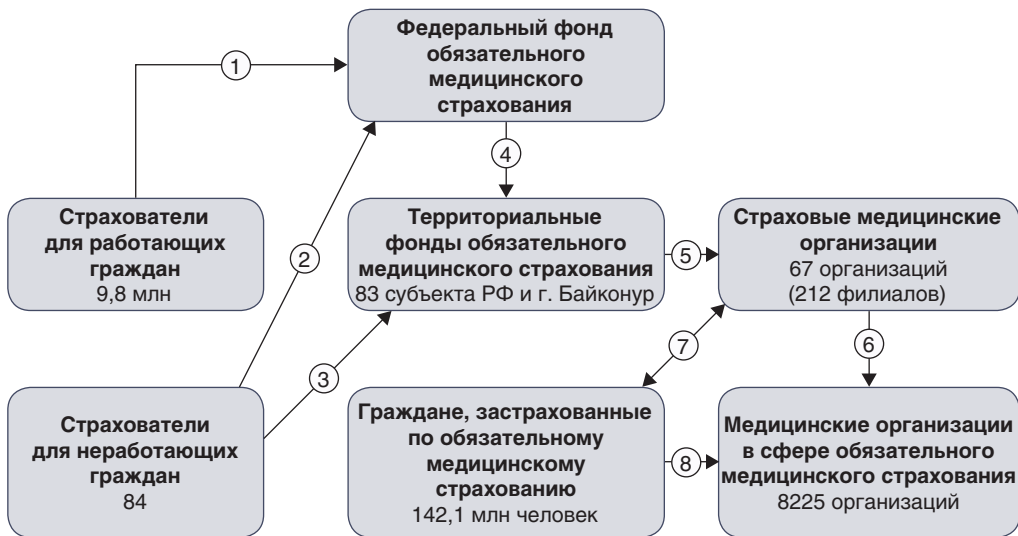 Федеральный фонд
обязательного
медицинского
страхования
1
4
Страхователи
для работающих
граждан
9,8 млн
2
Территориальные
фонды обязательного
медицинского страхования
83 субъекта РФ и г. Байконур
5
Страховые медицинские
организации
67 организаций
(212 филиалов)
3
7
6
Страхователи
для неработающих
граждан
84
Граждане, застрахованные
по обязательному
медицинскому
страхованию
142,1 млн человек
8
Медицинские организации
в сфере обязательного
медицинского страхования
8225 организаций